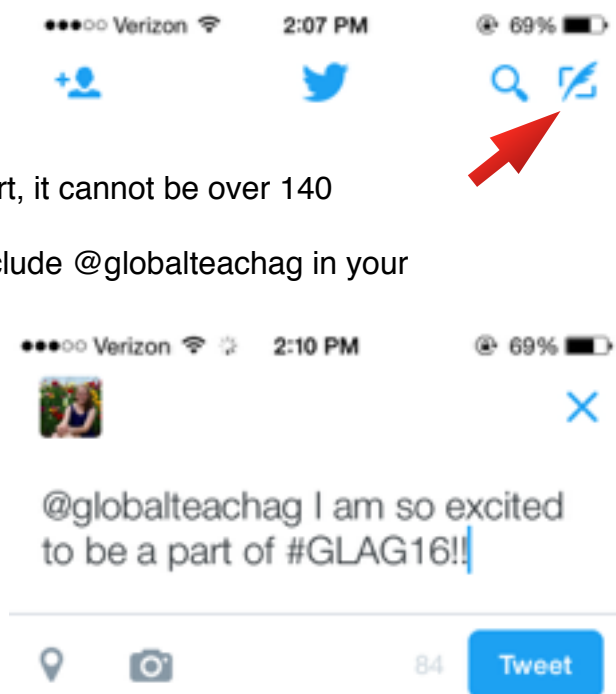 Verizon 2:07 PM 69%
rt, it cannot be over 140
clude @globalteachag in your
Verizon 2:10 PM 69%
@globalteachag I am so excited
to be a part of #GLAG16!!
84 Tweet